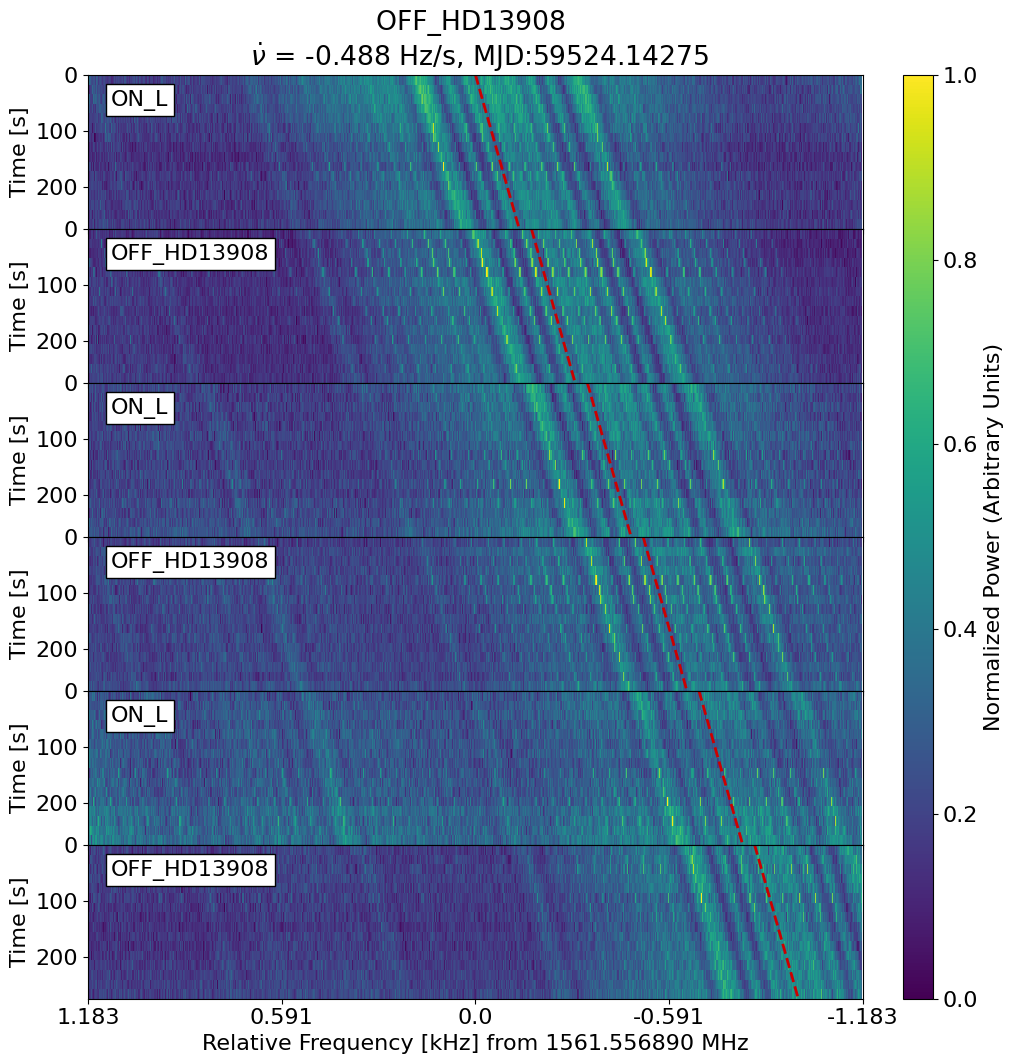 OFF_HD13908
ν̇ = -0.488 Hz/s, MJD:59524.14275
ON_L
Time [s]
0
100
200
OFF_HD13908
Time [s]
0
100
200
ON_L
Time [s]
0
100
200
OFF_HD13908
Time [s]
0
100
200
ON_L
Time [s]
0
100
200
OFF_HD13908
Time [s]
0
100
200
1.183 0.591 0.0 -0.591 -1.183
Relative Frequency [kHz] from 1561.556890 MHz
1.0
0.8
0.6
0.4
0.2
0.0
Normalized Power (Arbitrary Units)